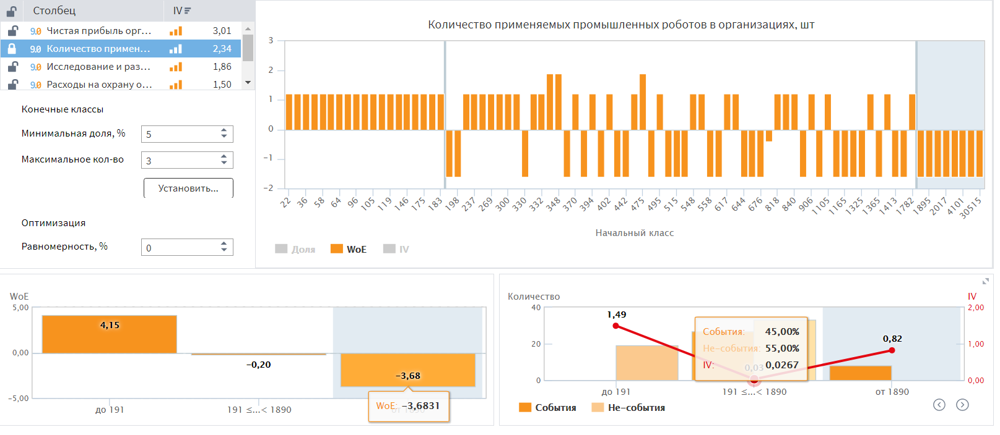 Столбец IV
9.0 Чистая прибыль орг... 3,01
9.0 Количество примен... 2,34
9.0 Исследование и раз... 1,86
9.0 Расходы на охрану о... 1,50
Конечные классы
Минимальная доля, % 5
Максимальное кол-во 3
Установить...
Оптимизация
Равномерность, % 0
Количество применяемых промышленных роботов в организациях, шт
3
2
1
0
−1
−2
22 36 58 64 96 105 119 146 175 183 198 237 269 300 330 332 348 370 394 402 442 475 495 515 548 558 617 644 676 818 840 906 1105 1165 1325 1365 1413 1782 1895 2017 4101 30515
Начальный класс
Доля WoE IV
WoE
5,00
0,00
−5,00
4,15
−0,20
−3,68
WoE: −3,6831
до 191 191 ≤...< 1890
Количество IV
40 2,00
20 1,00
0 0,00
1,49
0,03
0,82
События: 45,00%
Не-события: 55,00%
IV: 0,0267
до 191 191 ≤...< 1890 от 1890
События Не-события